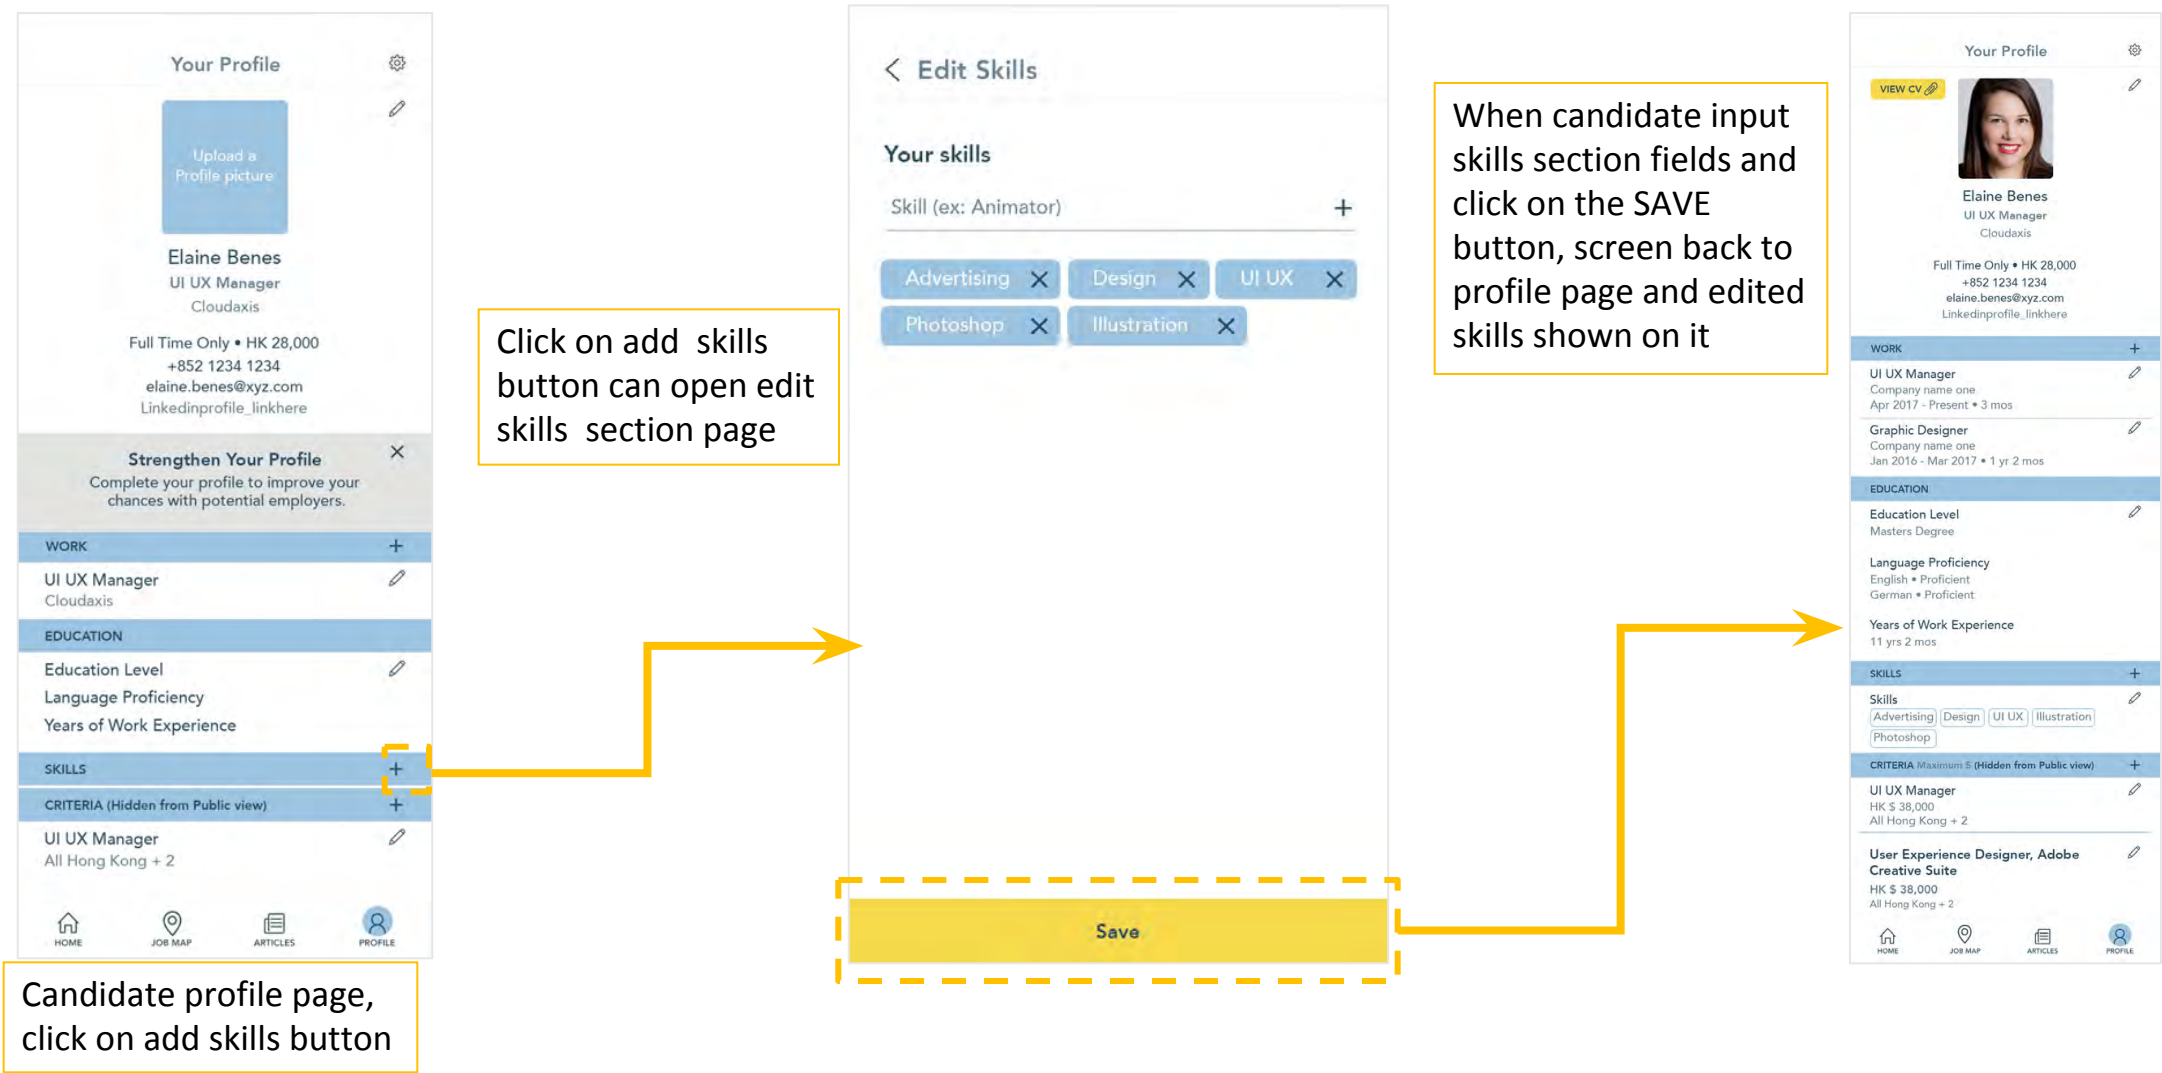 Your Profile
Upload a
Profile picture
Elaine Benes
UI UX Manager
Cloudaxis
Full Time Only • HK 28,000
+852 1234 1234
elaine.benes@xyz.com
Linkedinprofile_linkhere
Strengthen Your Profile
Complete your profile to improve your
chances with potential employers.
WORK
UI UX Manager
Cloudaxis
EDUCATION
Education Level
Language Proficiency
Years of Work Experience
SKILLS
CRITERIA (Hidden from Public view)
UI UX Manager
All Hong Kong + 2
HOME JOB MAP ARTICLES PROFILE
Candidate profile page,
click on add skills button
Click on add skills
button can open edit
skills section page
Edit Skills
Your skills
Skill (ex: Animator)
Advertising Design UI UX
Photoshop Illustration
Save
When candidate input
skills section fields and
click on the SAVE
button, screen back to
profile page and edited
skills shown on it
Your Profile
VIEW CV
Elaine Benes
UI UX Manager
Cloudaxis
Full Time Only • HK 28,000
+852 1234 1234
elaine.benes@xyz.com
Linkedinprofile_linkhere
WORK
UI UX Manager
Company name one
Apr 2017 - Present • 3 mos
Graphic Designer
Company name one
Jan 2016 - Mar 2017 • 1 yr 2 mos
EDUCATION
Education Level
Masters Degree
Language Proficiency
English • Proficient
German • Proficient
Years of Work Experience
11 yrs 2 mos
SKILLS
Skills
Advertising Design UI UX Illustration
Photoshop
CRITERIA Maximum 5 (Hidden from Public view)
UI UX Manager
HK $ 38,000
All Hong Kong + 2
User Experience Designer, Adobe
Creative Suite
HK $ 38,000
All Hong Kong + 2
HOME JOB MAP ARTICLES PROFILE